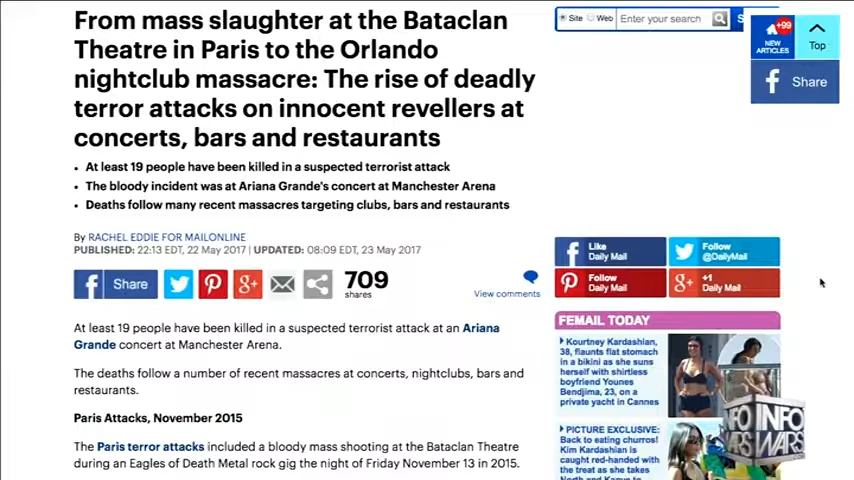 From mass slaughter at the Bataclan
Theatre in Paris to the Orlando
nightclub massacre: The rise of deadly
terror attacks on innocent revellers at
concerts, bars and restaurants
• At least 19 people have been killed in a suspected terrorist attack
• The bloody incident was at Ariana Grande's concert at Manchester Arena
• Deaths follow many recent massacres targeting clubs, bars and restaurants
By RACHEL EDDIE FOR MAILONLINE
PUBLISHED: 22:13 EDT, 22 May 2017 | UPDATED: 08:09 EDT, 23 May 2017
Share
709
shares
View comments
At least 19 people have been killed in a suspected terrorist attack at an Ariana
Grande concert at Manchester Arena.
The deaths follow a number of recent massacres at concerts, nightclubs, bars and
restaurants.
Paris Attacks, November 2015
The Paris terror attacks included a bloody mass shooting at the Bataclan Theatre
during an Eagles of Death Metal rock gig the night of Friday November 13 in 2015.
Site Web Enter your search
+99
NEW
ARTICLES
Top
Share
Like
Daily Mail
Follow
@DailyMail
Follow
Daily Mail
+1
Daily Mail
FEMAIL TODAY
Kourtney Kardashian,
38, flaunts flat stomach
in a bikini as she suns
herself with shirtless
boyfriend Younes
Bendjima, 23, on a
private yacht in Cannes
PICTURE EXCLUSIVE:
Back to eating churros!
Kim Kardashian is
caught red-handed with
the treat as she takes
North and Kanye to
INFO
WARS